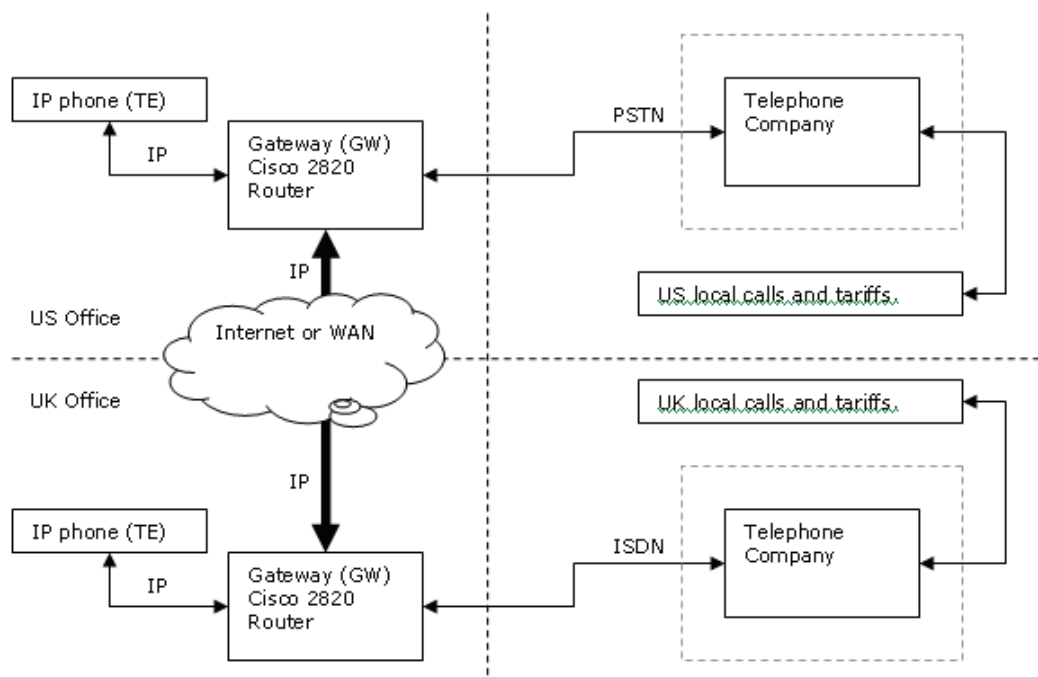 IP phone (TE)
IP
Gateway (GW)
Cisco 2820
Router
PSTN
Telephone
Company
IP
US local calls and tariffs.
US Office
Internet or WAN
UK Office
UK local calls and tariffs.
IP
IP phone (TE)
IP
Gateway (GW)
Cisco 2820
Router
ISDN
Telephone
Company